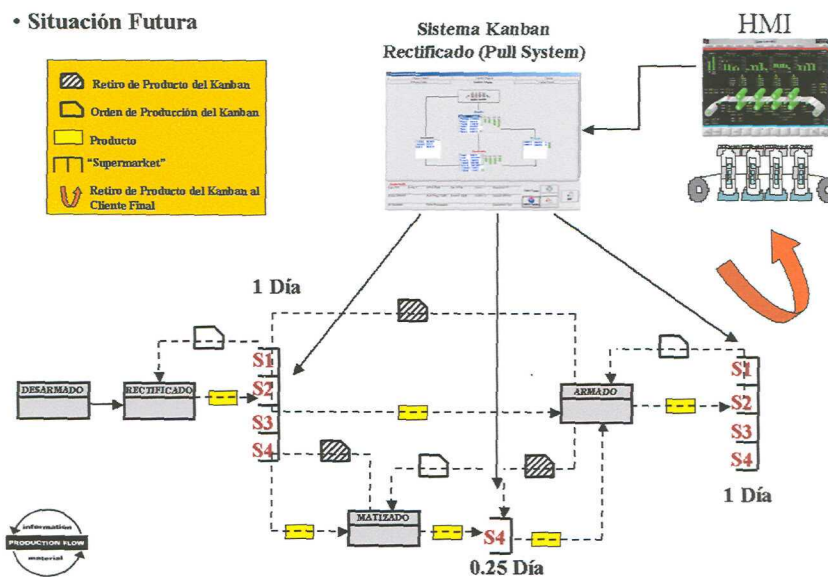 • Situación Futura
Sistema Kanban
Rectificado (Pull System)
HMI
Retiro de Producto del Kanban
Orden de Producción del Kanban
Producto
"Supermarket"
Retiro de Producto del Kanban al
Cliente Final
1 Día
S1
S2
S3
S4
DESARMADO
RECTIFICADO
ARMADO
S1
S2
S3
S4
1 Día
MATIZADO
S4
0.25 Día
information
PRODUCTION FLOW
material